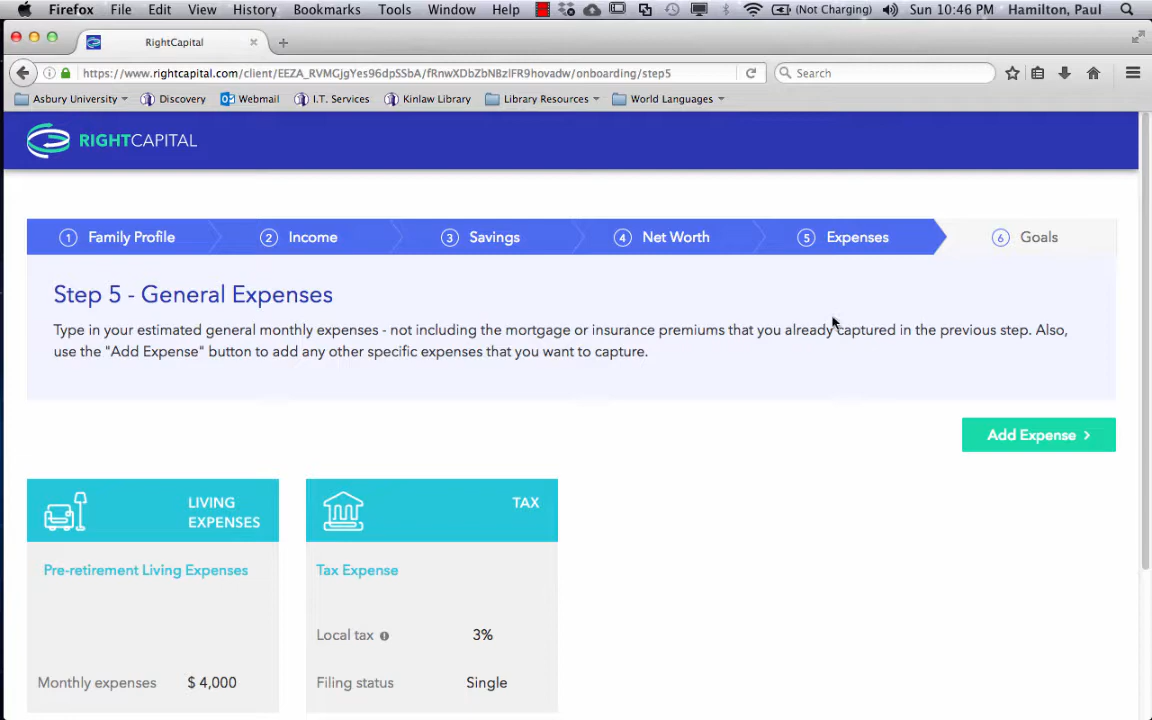 Firefox File Edit View History Bookmarks Tools Window Help (Not Charging) Sun 10:46 PM Hamilton, Paul
RightCapital
https://www.rightcapital.com/client/EEZA_RVMGjgYes96dpSSbA/fRnwXDbZbNBzlFR9hovadw/onboarding/step5 Search
Asbury University Discovery Webmail I.T. Services Kinlaw Library Library Resources World Languages
RIGHTCAPITAL
1 Family Profile 2 Income 3 Savings 4 Net Worth 5 Expenses 6 Goals
Step 5 - General Expenses
Type in your estimated general monthly expenses - not including the mortgage or insurance premiums that you already captured in the previous step. Also,
use the "Add Expense" button to add any other specific expenses that you want to capture.
Add Expense
LIVING
EXPENSES
Pre-retirement Living Expenses
Monthly expenses $ 4,000
TAX
Tax Expense
Local tax 3%
Filing status Single